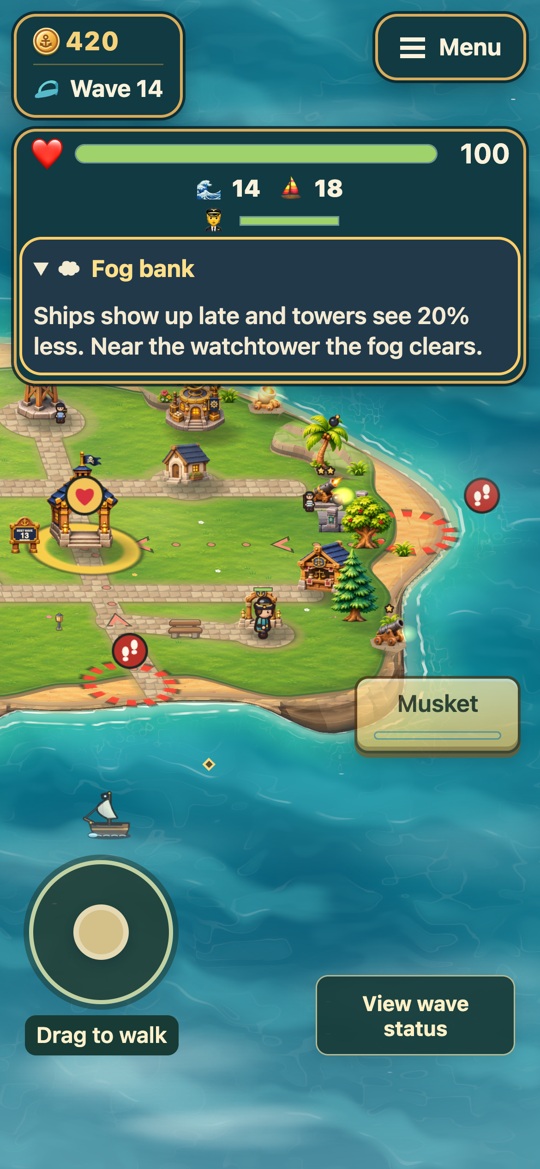 420
Menu
Wave 14
100
14 18
Fog bank
Ships show up late and towers see 20%
less. Near the watchtower the fog clears.
13
Musket
View wave
status
Drag to walk